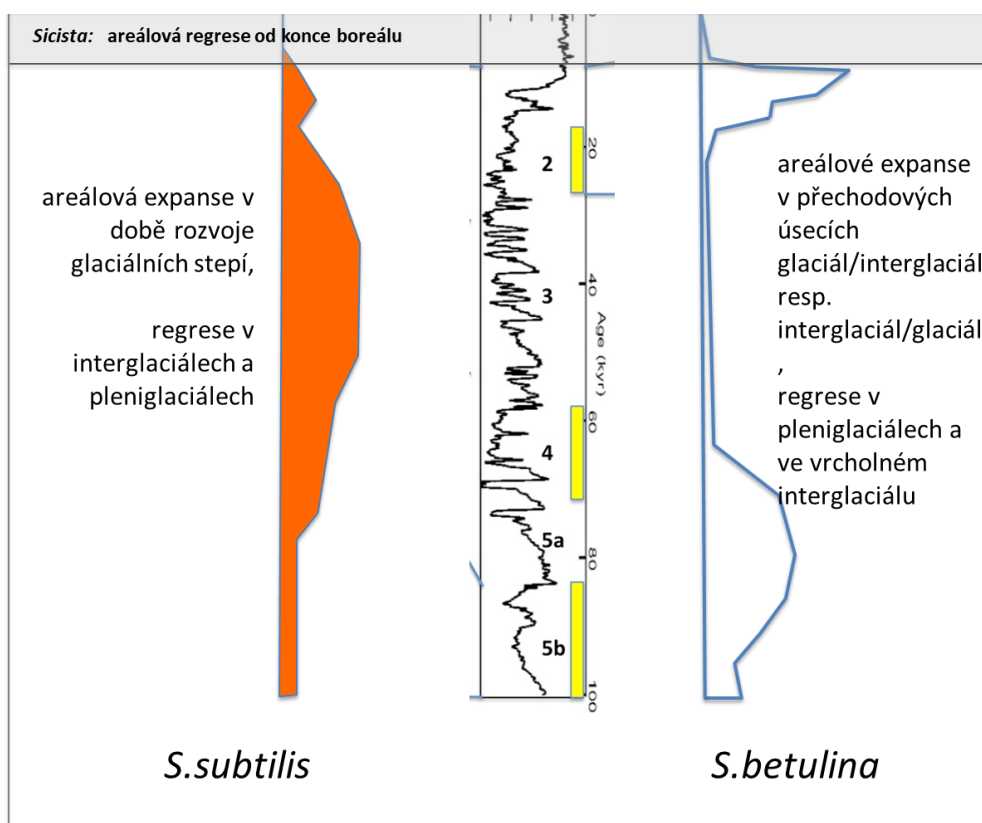 Sicista: areálová regrese od konce boreálu
areálová expanse v
době rozvoje
glaciálních stepí,
regrese v
interglaciálech a
pleniglaciálech
2
3
4
5a
5b
20
40
60
80
100
Age (kyr)
areálové expanse
v přechodových
úsecích
glaciál/interglaciál
resp.
interglaciál/glaciál
,
regrese v
pleniglaciálech a
ve vrcholném
interglaciálu
S.subtilis
S.betulina